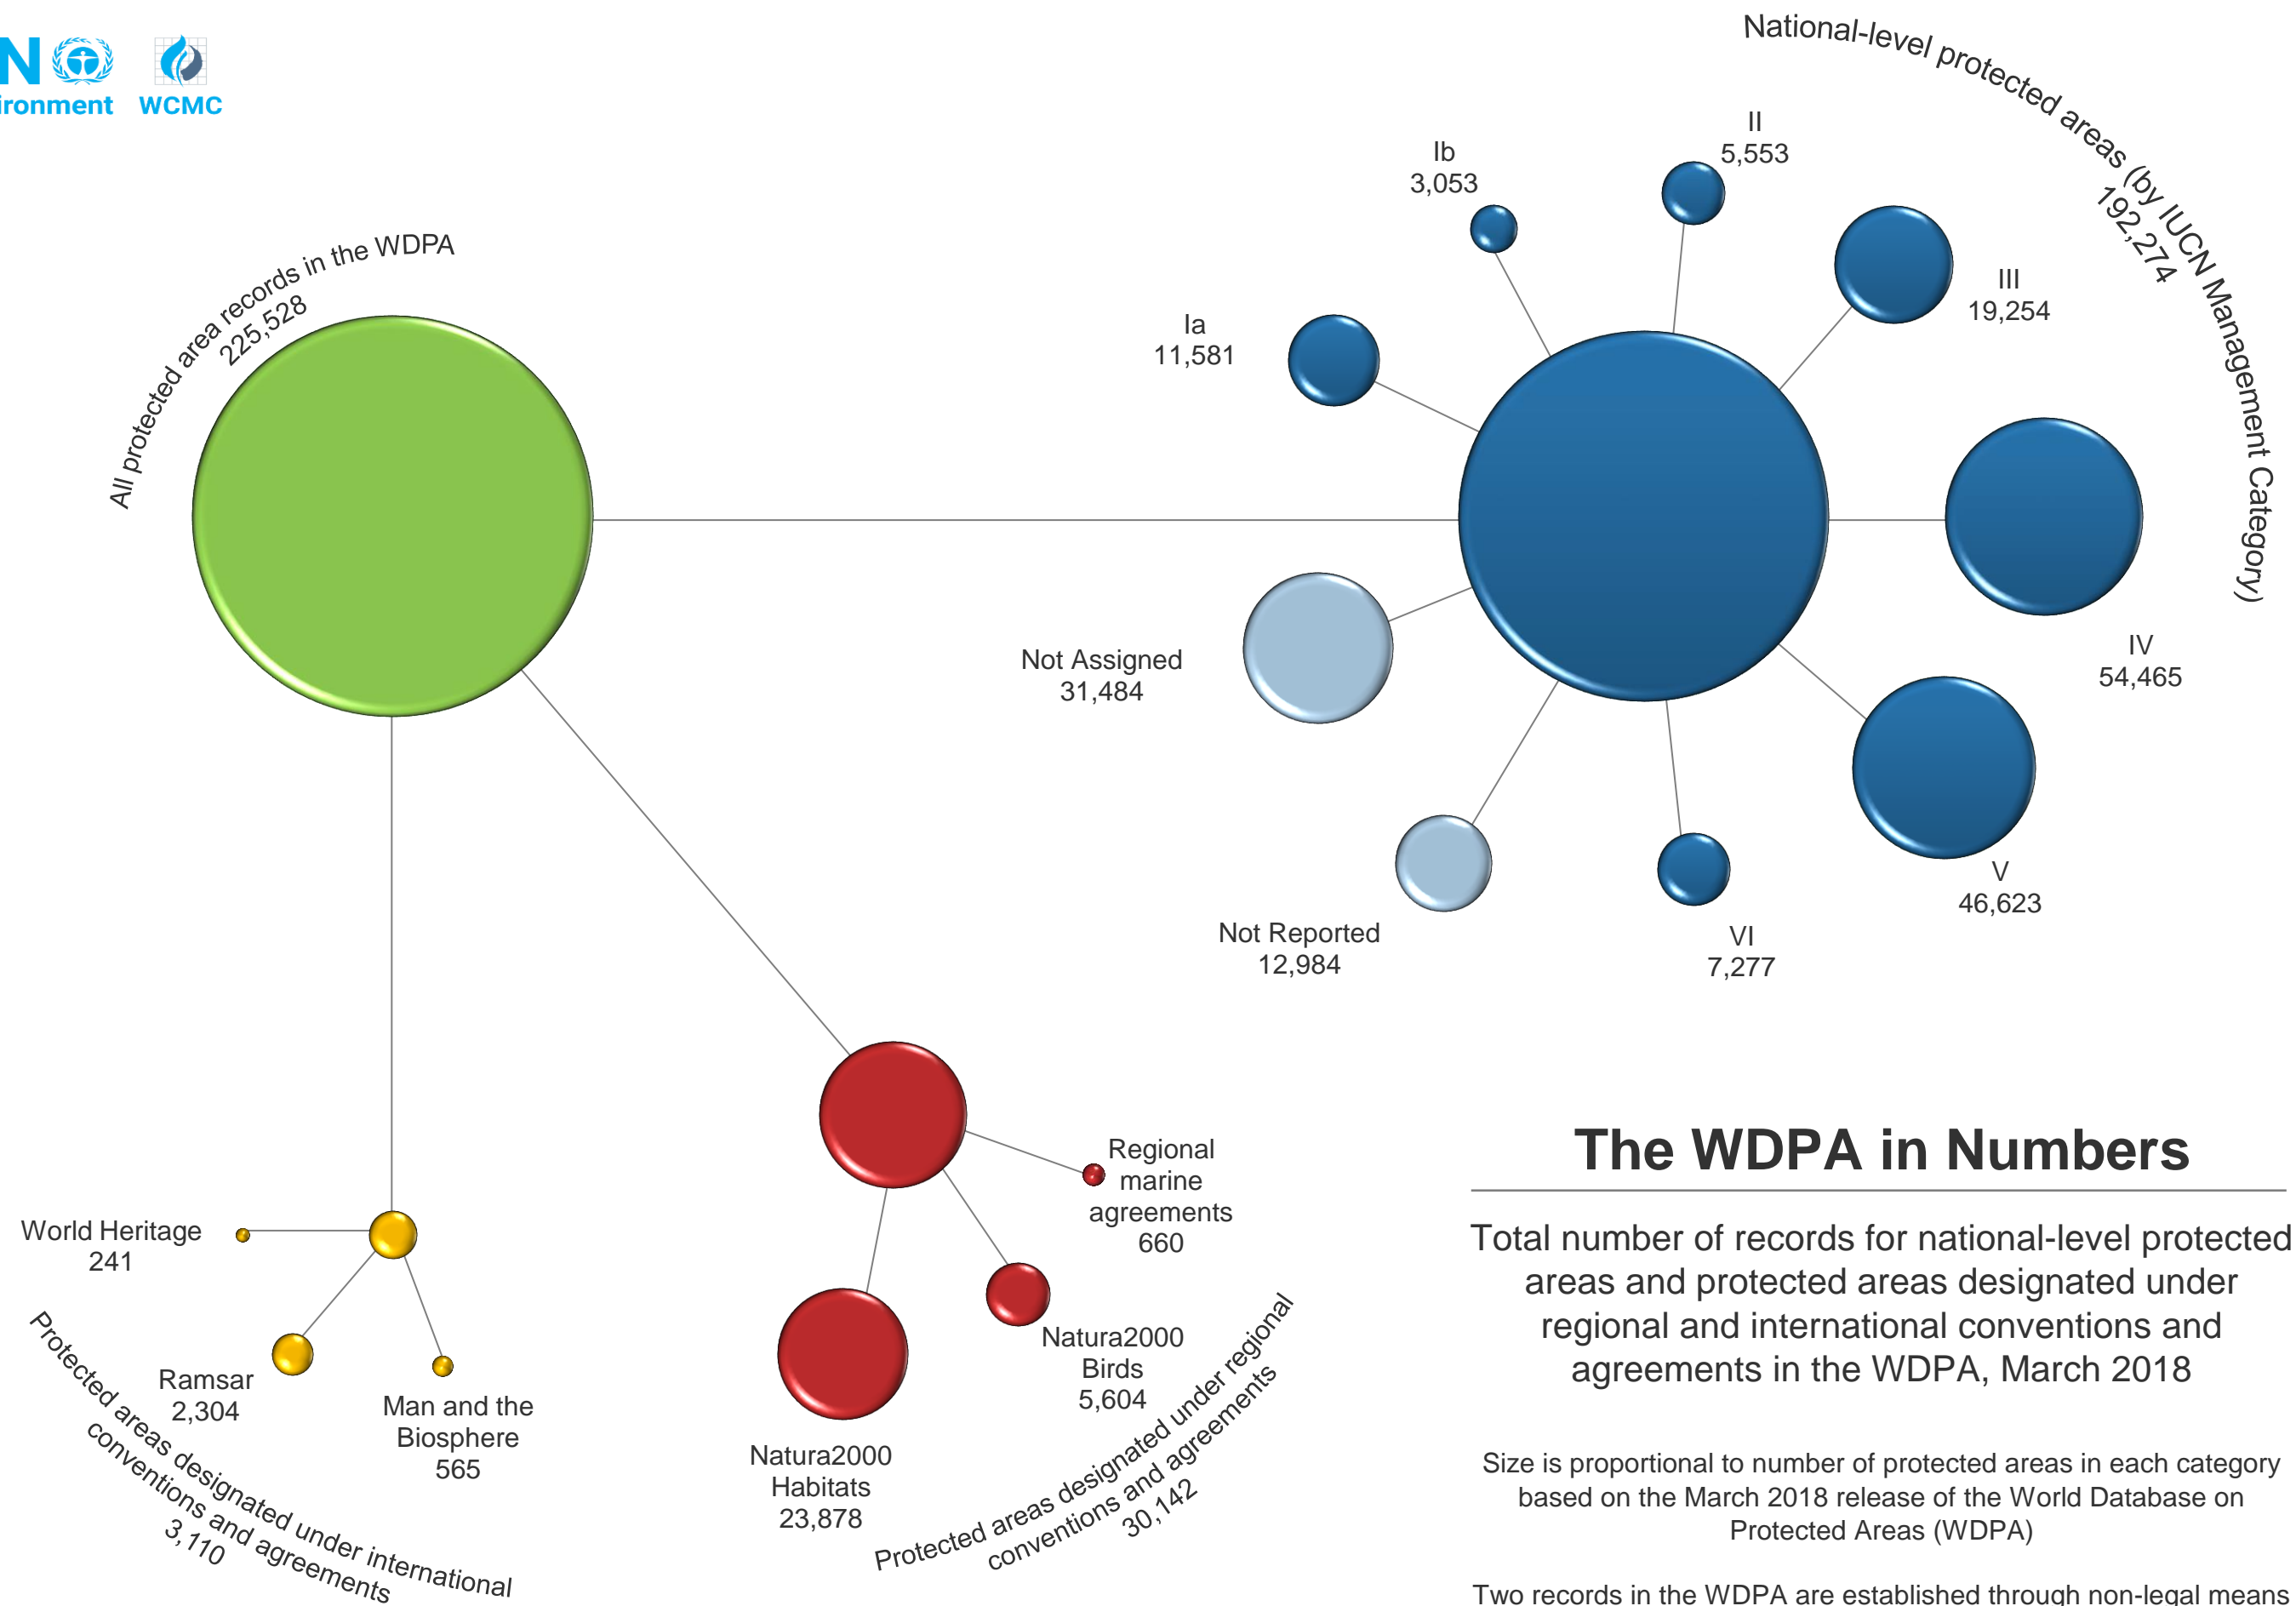 N
ironment WCMC
National-level protected areas (by IUCN Management Category)
192,274
II
5,553
Ib
3,053
III
19,254
All protected area records in the WDPA
225,528
Ia
11,581
IV
54,465
Not Assigned
31,484
V
46,623
Not Reported
12,984
VI
7,277
Regional
marine
agreements
660
World Heritage
241
Natura2000
Birds
5,604
Ramsar
2,304
Man and the
Biosphere
565
Natura2000
Habitats
23,878
Protected areas designated under international
conventions and agreements
3,110
Protected areas designated under regional
conventions and agreements
30,142
The WDPA in Numbers
Total number of records for national-level protected
areas and protected areas designated under
regional and international conventions and
agreements in the WDPA, March 2018
Size is proportional to number of protected areas in each category
based on the March 2018 release of the World Database on
Protected Areas (WDPA)
Two records in the WDPA are established through non-legal means